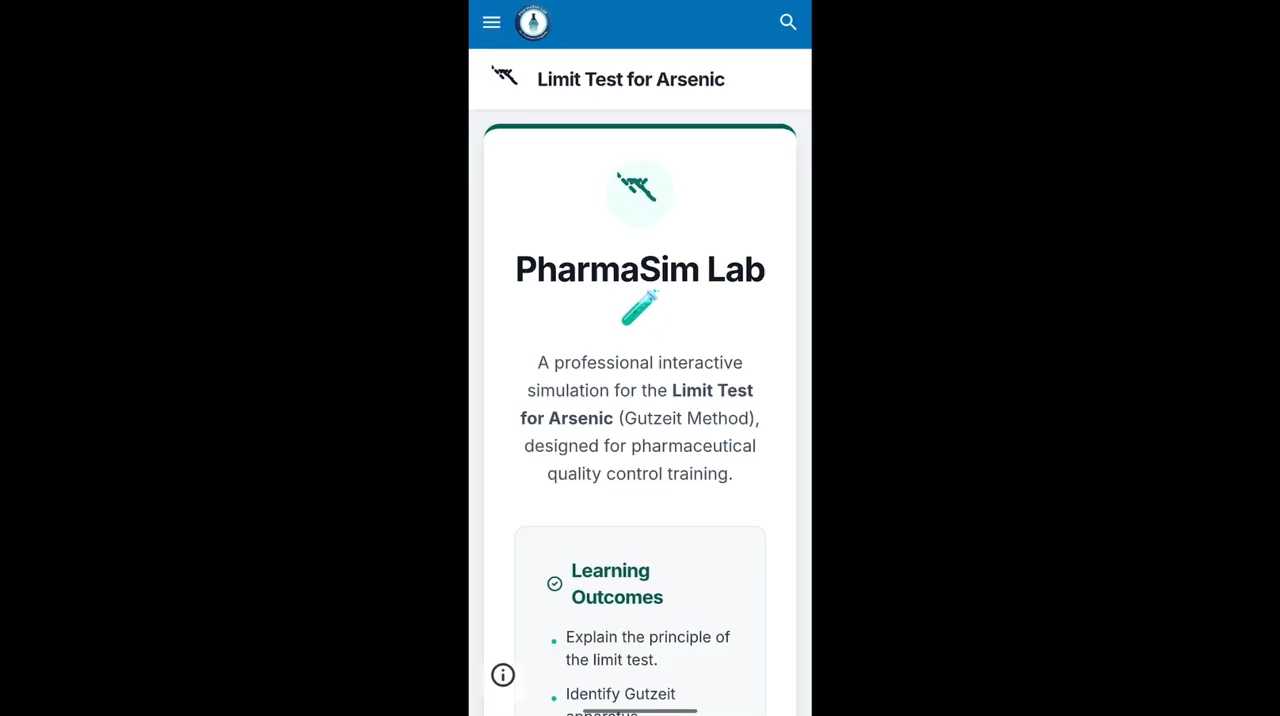 Limit Test for Arsenic
PharmaSim Lab
A professional interactive
simulation for the Limit Test
for Arsenic (Gutzeit Method),
designed for pharmaceutical
quality control training.
Learning
Outcomes
Explain the principle of
the limit test.
Identify Gutzeit
apparatus.